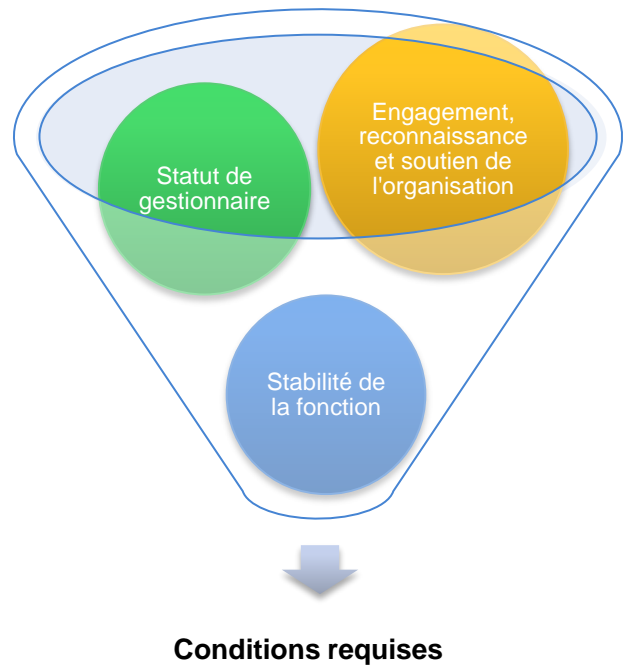 Engagement,
reconnaissance
et soutien de
l'organisation
Statut de
gestionnaire
Stabilité de
la fonction
Conditions requises